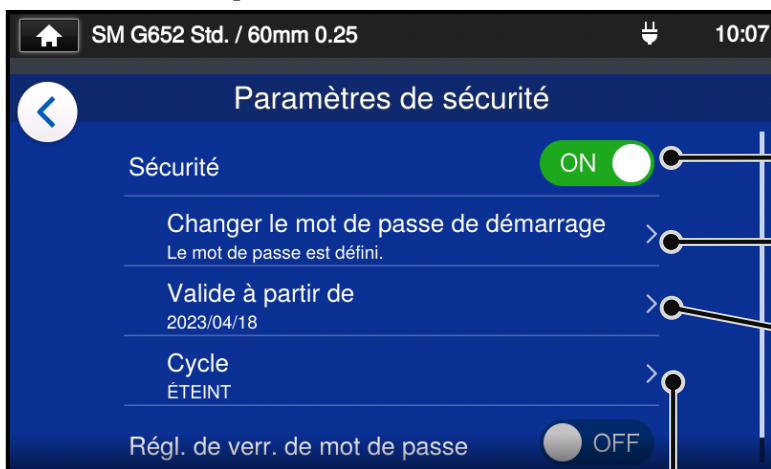 SM G652 Std. / 60mm 0.25 10:07
Paramètres de sécurité
Sécurité ON
Changer le mot de passe de démarrage
Le mot de passe est défini.
Valide à partir de
2023/04/18
Cycle
ÉTEINT
Régl. de verr. de mot de passe OFF